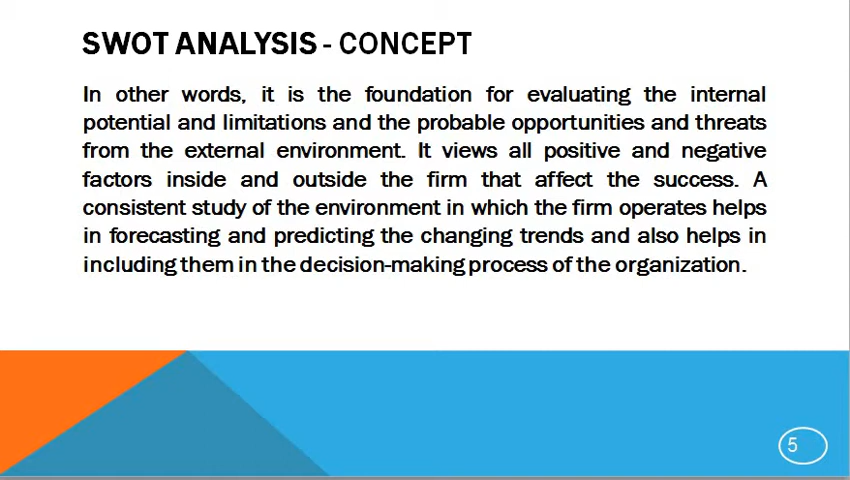 SWOT ANALYSIS - CONCEPT
In other words, it is the foundation for evaluating the internal
potential and limitations and the probable opportunities and threats
from the external environment. It views all positive and negative
factors inside and outside the firm that affect the success. A
consistent study of the environment in which the firm operates helps
in forecasting and predicting the changing trends and also helps in
including them in the decision-making process of the organization.
5